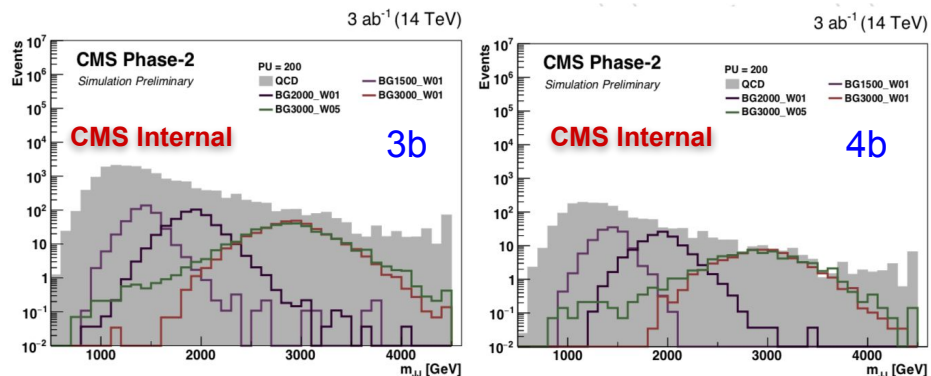 3 ab⁻¹ (14 TeV)
Events
10⁷
10⁶
10⁵
10⁴
10³
10²
10
1
10⁻¹
10⁻²
CMS Phase-2
Simulation Preliminary
PU = 200
QCD
BG1500_W01
BG2000_W01
BG3000_W01
BG3000_W05
CMS Internal
3b
1000 2000 3000 4000
m_JJ [GeV]
3 ab⁻¹ (14 TeV)
Events
10⁷
10⁶
10⁵
10⁴
10³
10²
10
1
10⁻¹
10⁻²
CMS Phase-2
Simulation Preliminary
PU = 200
QCD
BG1500_W01
BG2000_W01
BG3000_W01
BG3000_W05
CMS Internal
4b
1000 2000 3000 4000
m_JJ [GeV]